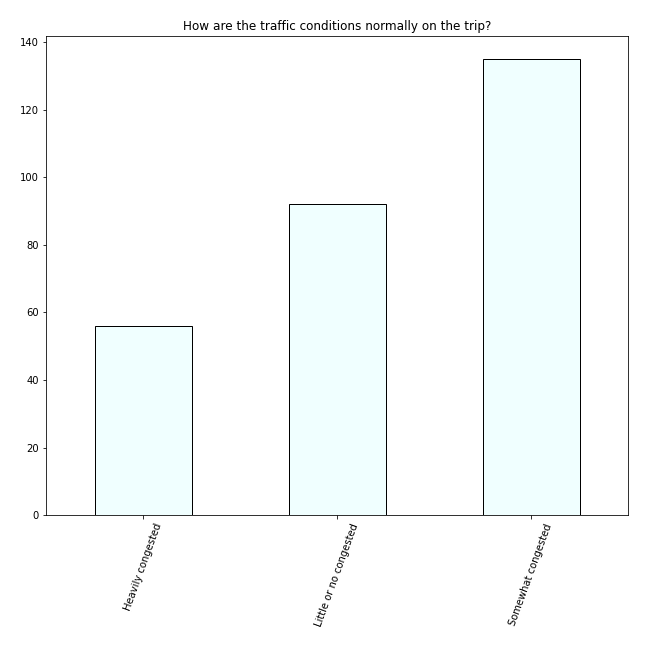 How are the traffic conditions normally on the trip?
140
120
100
80
60
40
20
0
Heavily congested
Little or no congested
Somewhat congested